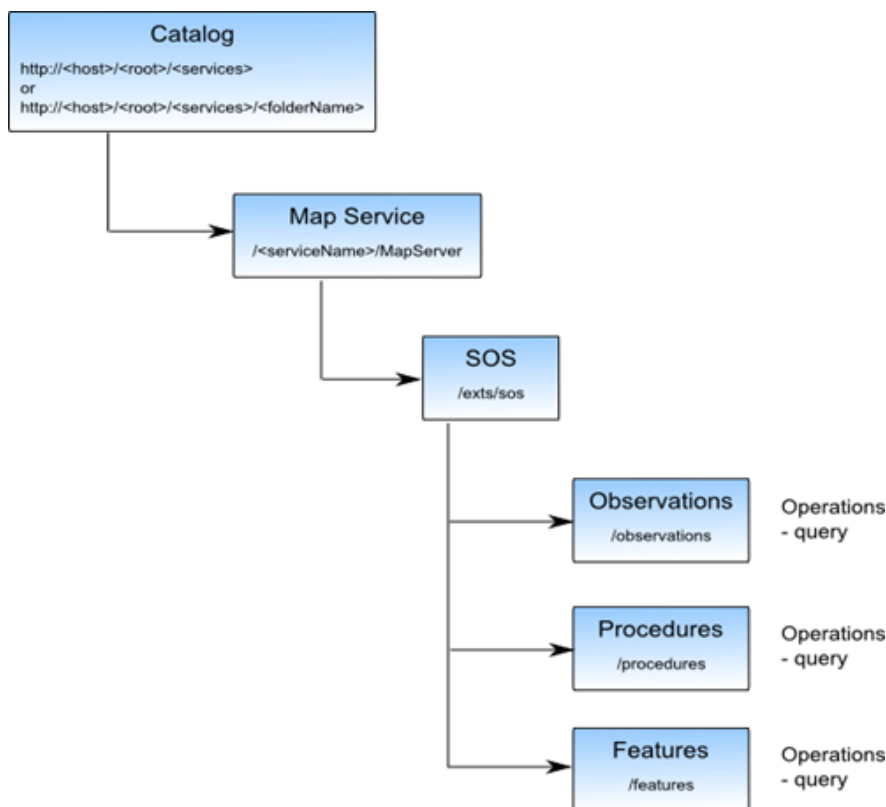 Catalog
http://<host>/<root>/<services>
or
http://<host>/<root>/<services>/<folderName>
Map Service
/<serviceName>/MapServer
SOS
/exts/sos
Observations
/observations
Operations
- query
Procedures
/procedures
Operations
- query
Features
/features
Operations
- query